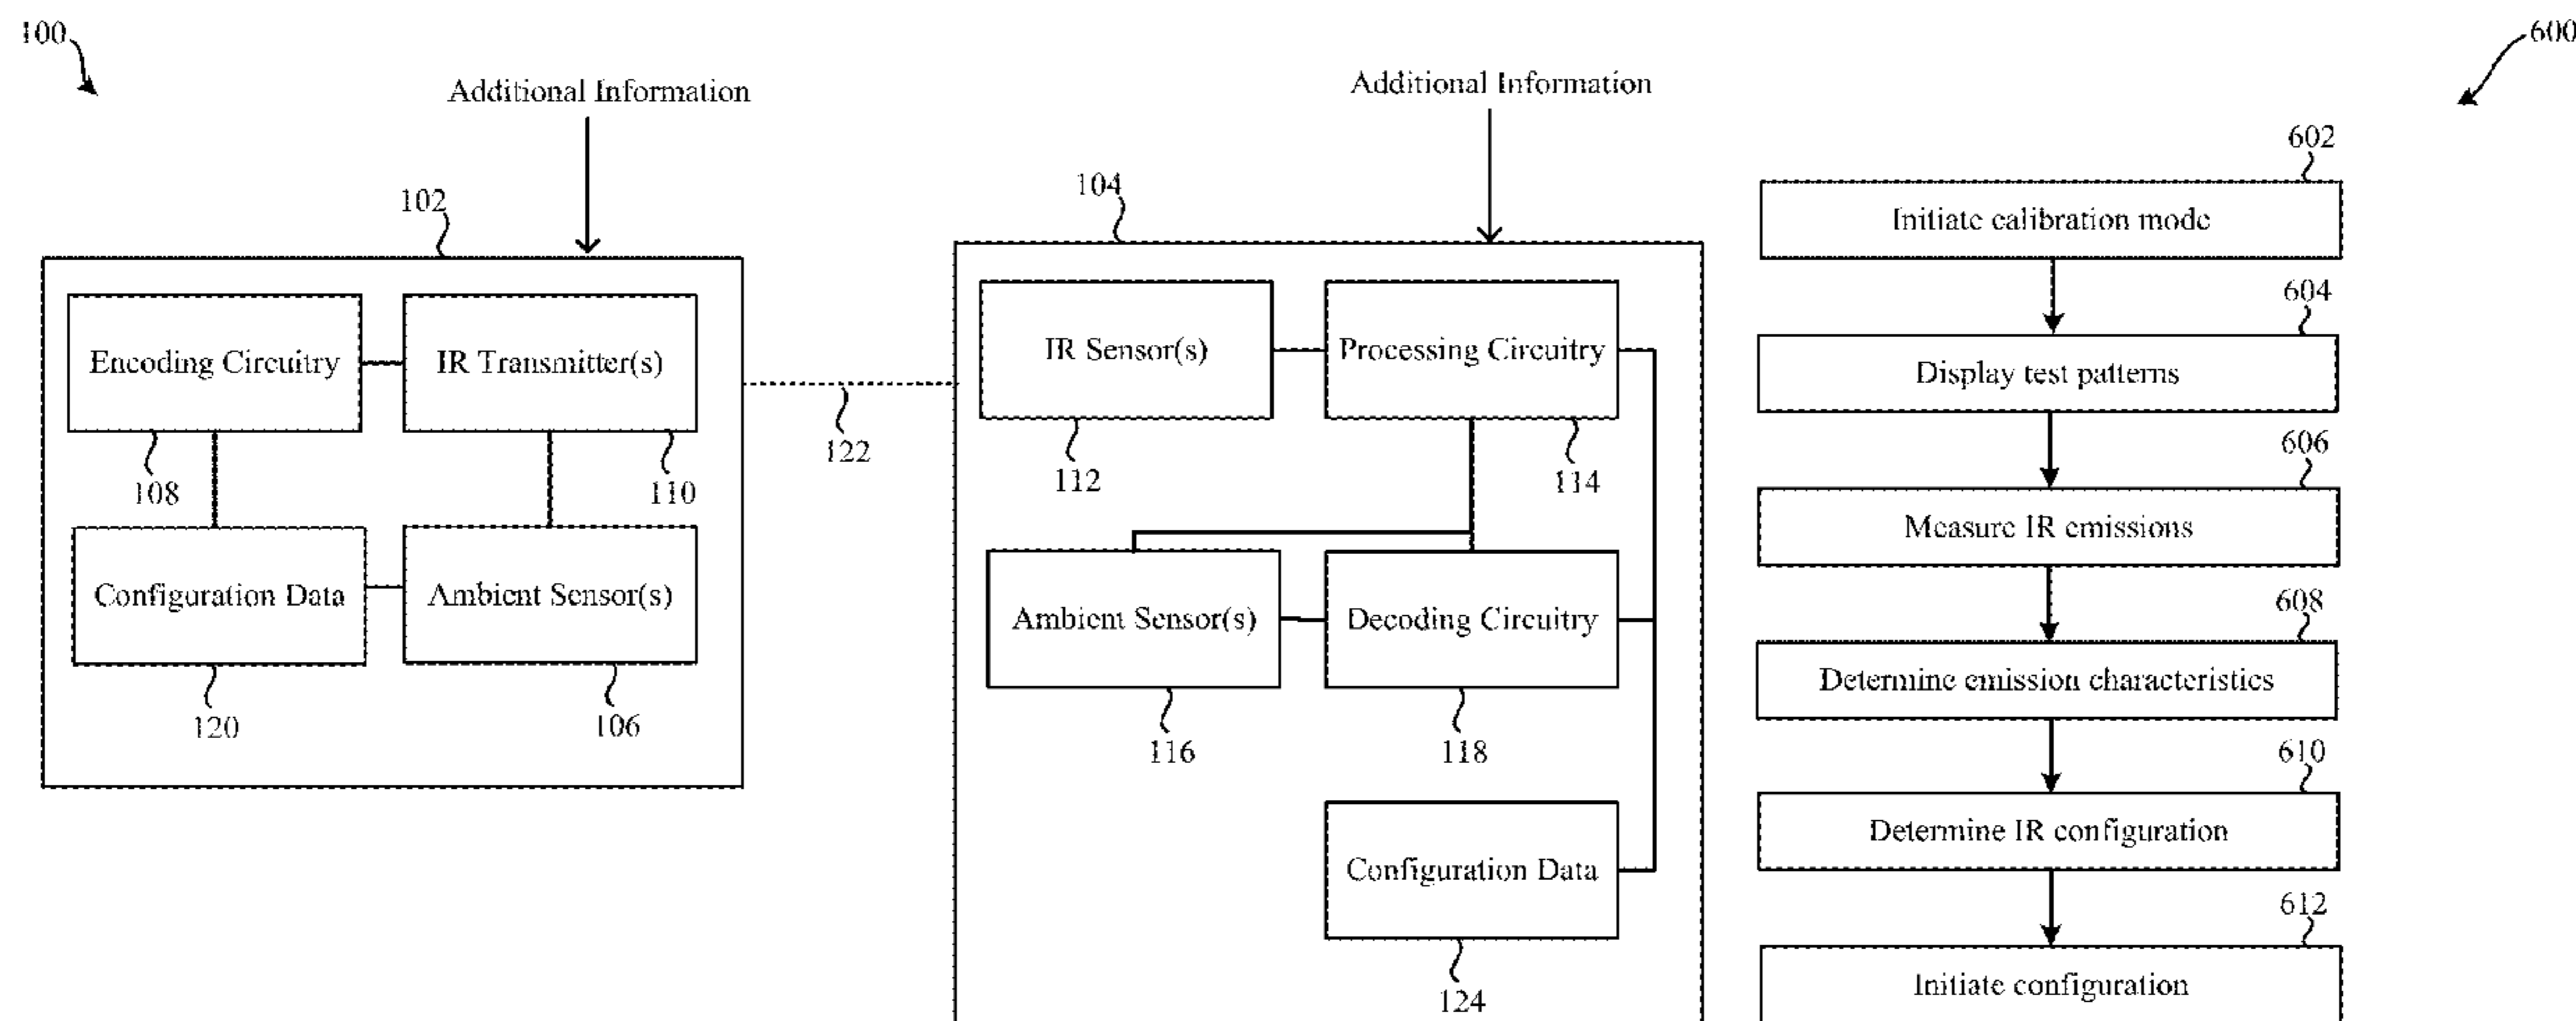 100
Additional Information
102
Encoding Circuitry
IR Transmitter(s)
108
110
Configuration Data
Ambient Sensor(s)
120
106
122
Additional Information
104
IR Sensor(s)
Processing Circuitry
112
114
Ambient Sensor(s)
Decoding Circuitry
116
118
Configuration Data
124
600
602
Initiate calibration mode
604
Display test patterns
606
Measure IR emissions
608
Determine emission characteristics
610
Determine IR configuration
612
Initiate configuration